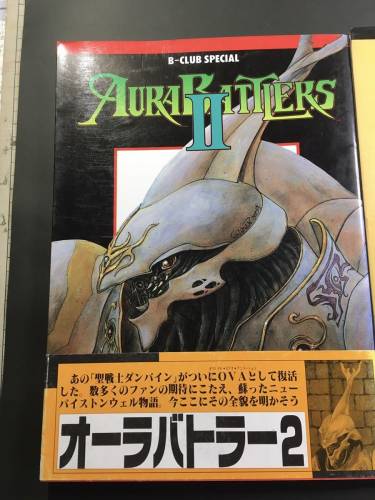 B-CLUB SPECIAL
AURA BATTLERS
II
あの「聖戦士ダンバイン」がついにOVAとして復活
した。数多くのファンの期待にこたえ、蘇ったニュー
バイストンウェル物語。今ここにその全貌を明かそう
オーラバトラー2